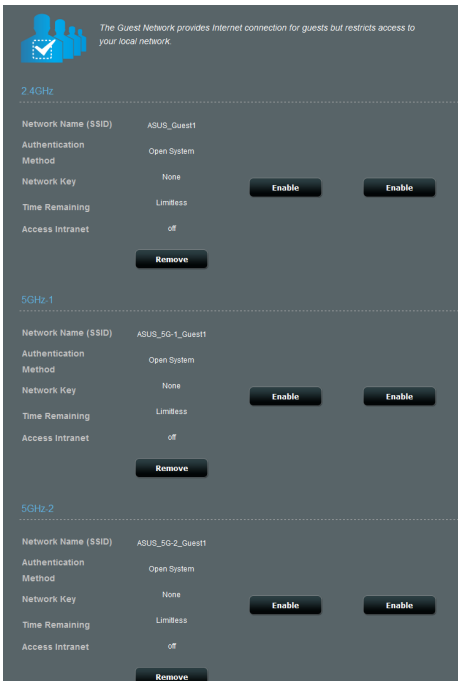 The Guest Network provides Internet connection for guests but restricts access to
your local network.
2.4GHz
Network Name (SSID) ASUS_Guest1
Authentication
Method Open System
Network Key None
Enable Enable
Time Remaining Limitless
Access Intranet off
Remove
5GHz-1
Network Name (SSID) ASUS_5G-1_Guest1
Authentication
Method Open System
Network Key None
Enable Enable
Time Remaining Limitless
Access Intranet off
Remove
5GHz-2
Network Name (SSID) ASUS_5G-2_Guest1
Authentication
Method Open System
Network Key None
Enable Enable
Time Remaining Limitless
Access Intranet off
Remove